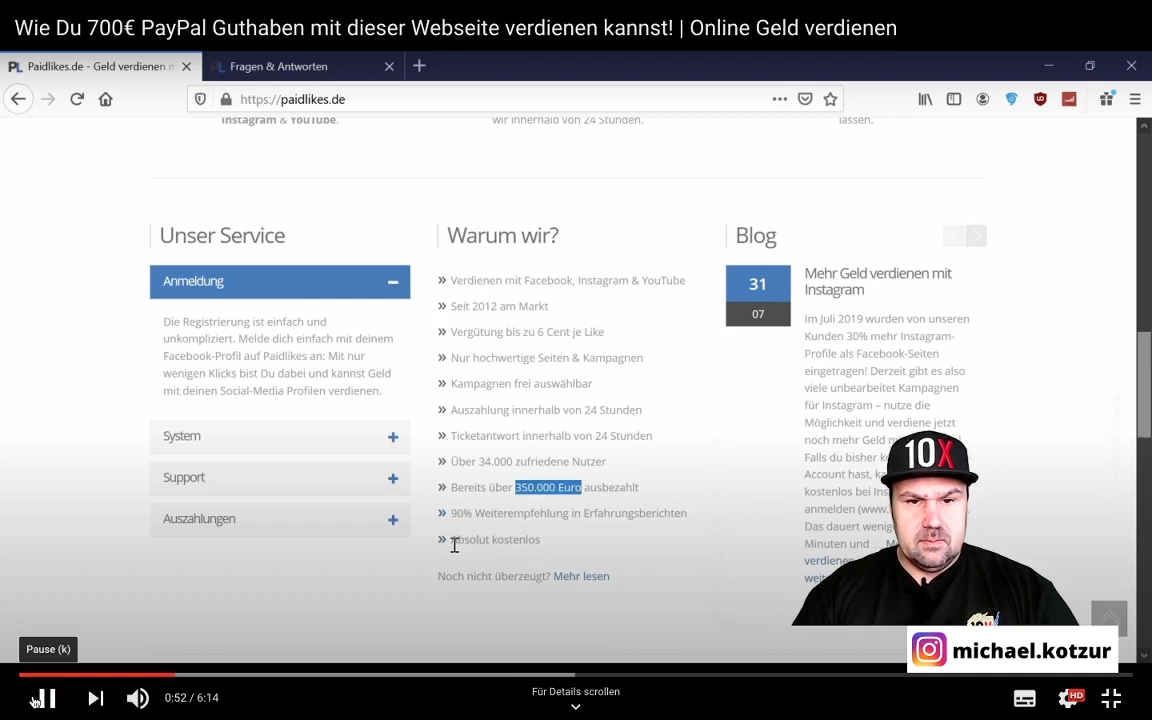 Wie Du 700€ PayPal Guthaben mit dieser Webseite verdienen kannst! | Online Geld verdienen
PL Paidlikes.de - Geld verdienen m
PL Fragen & Antworten
https://paidlikes.de
Instagram & YouTube.
wir innerhalb von 24 Stunden.
lassen.
Unser Service
Anmeldung
Die Registrierung ist einfach und
unkompliziert. Melde dich einfach mit deinem
Facebook-Profil auf Paidlikes an: Mit nur
wenigen Klicks bist Du dabei und kannst Geld
mit deinen Social-Media Profilen verdienen.
System
Support
Auszahlungen
Warum wir?
» Verdienen mit Facebook, Instagram & YouTube
» Seit 2012 am Markt
» Vergütung bis zu 6 Cent je Like
» Nur hochwertige Seiten & Kampagnen
» Kampagnen frei auswählbar
» Auszahlung innerhalb von 24 Stunden
» Ticketantwort innerhalb von 24 Stunden
» Über 34.000 zufriedene Nutzer
» Bereits über 350.000 Euro ausbezahlt
» 90% Weiterempfehlung in Erfahrungsberichten
» Absolut kostenlos
Noch nicht überzeugt? Mehr lesen
Blog
31
07
Mehr Geld verdienen mit
Instagram
Im Juli 2019 wurden von unseren
Kunden 30% mehr Instagram-
Profile als Facebook-Seiten
eingetragen! Derzeit gibt es also
viele unbearbeitet Kampagnen
für Instagram – nutze die
Möglichkeit und verdiene jetzt
noch mehr Geld
Falls du bisher
Account hast,
kostenlos bei
anmelden (www.
Das dauert
Minuten und ...
verdienen
10X
michael.kotzur
Pause (k)
0:52 / 6:14
Für Details scrollen
HD